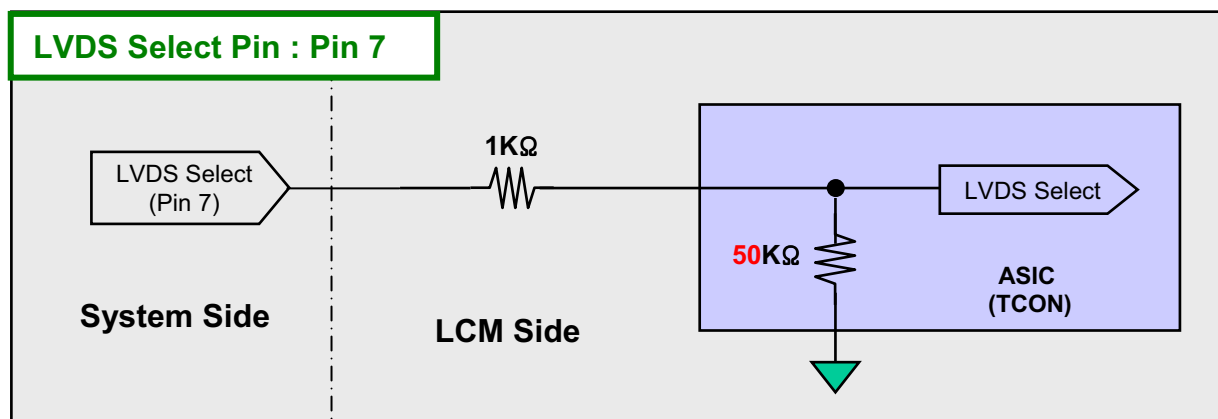 LVDS Select Pin : Pin 7
1KΩ
LVDS Select
(Pin 7)
LVDS Select
50KΩ
ASIC
(TCON)
System Side
LCM Side